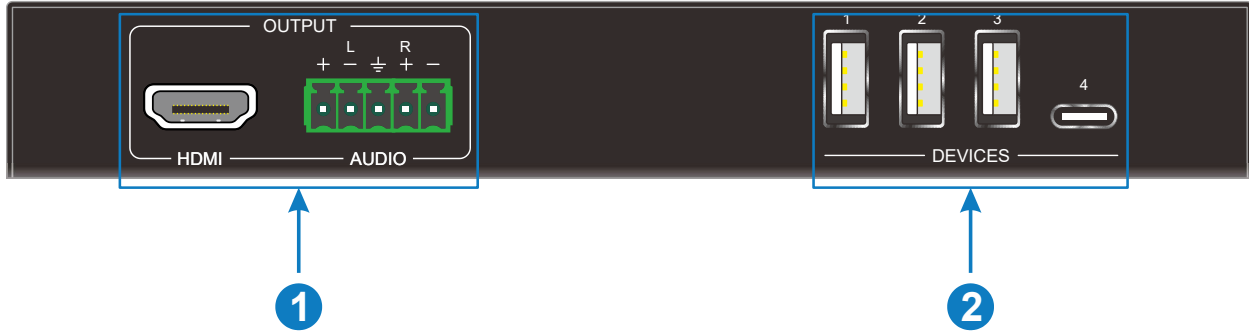 OUTPUT
L R
+ − ⏚ + −
HDMI AUDIO
1 2 3
4
DEVICES
1 2